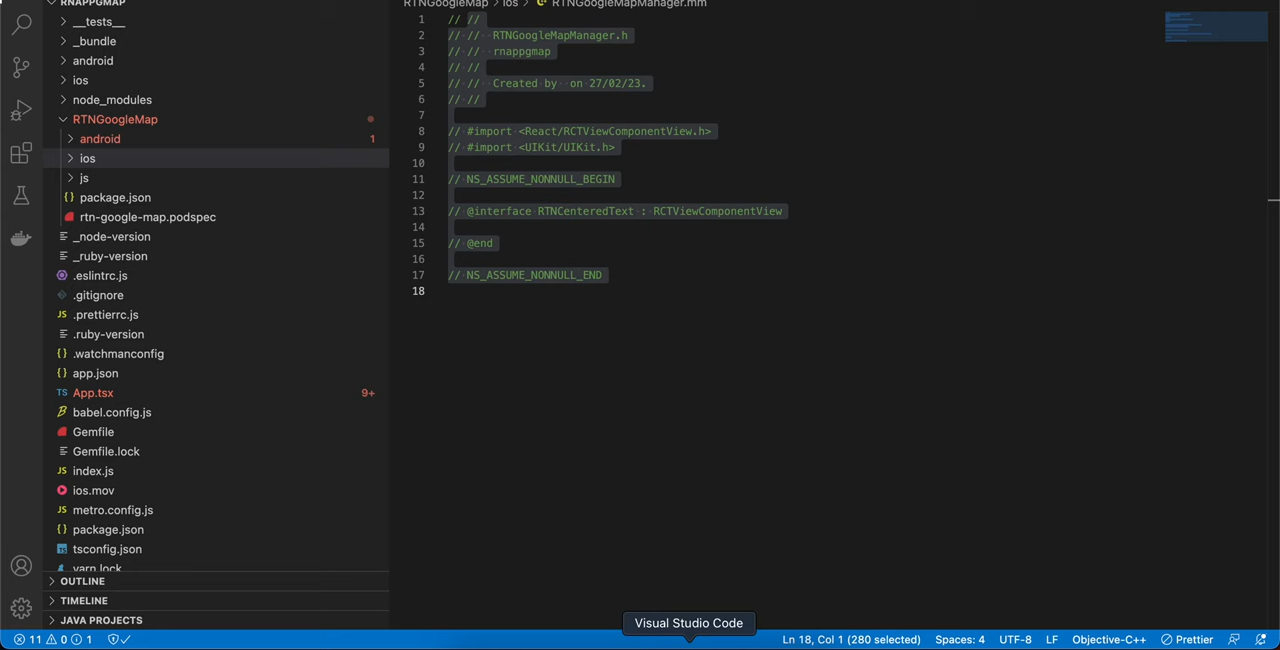 RNAPPGMAP
__tests__
_bundle
android
ios
node_modules
RTNGoogleMap
android 1
ios
js
{} package.json
rtn-google-map.podspec
_node-version
_ruby-version
.eslintrc.js
.gitignore
JS .prettierrc.js
.ruby-version
{} .watchmanconfig
{} app.json
TS App.tsx 9+
babel.config.js
Gemfile
Gemfile.lock
JS index.js
ios.mov
JS metro.config.js
{} package.json
tsconfig.json
yarn.lock
OUTLINE
TIMELINE
JAVA PROJECTS
RTNGoogleMap > ios > RTNGoogleMapManager.mm
1 // //
2 // //  RTNGoogleMapManager.h
3 // //  rnappgmap
4 // //
5 // //  Created by  on 27/02/23.
6 // //
7
8 // #import <React/RCTViewComponentView.h>
9 // #import <UIKit/UIKit.h>
10
11 // NS_ASSUME_NONNULL_BEGIN
12
13 // @interface RTNCenteredText : RCTViewComponentView
14
15 // @end
16
17 // NS_ASSUME_NONNULL_END
18
Visual Studio Code
11 0 1 Ln 18, Col 1 (280 selected) Spaces: 4 UTF-8 LF Objective-C++ Prettier